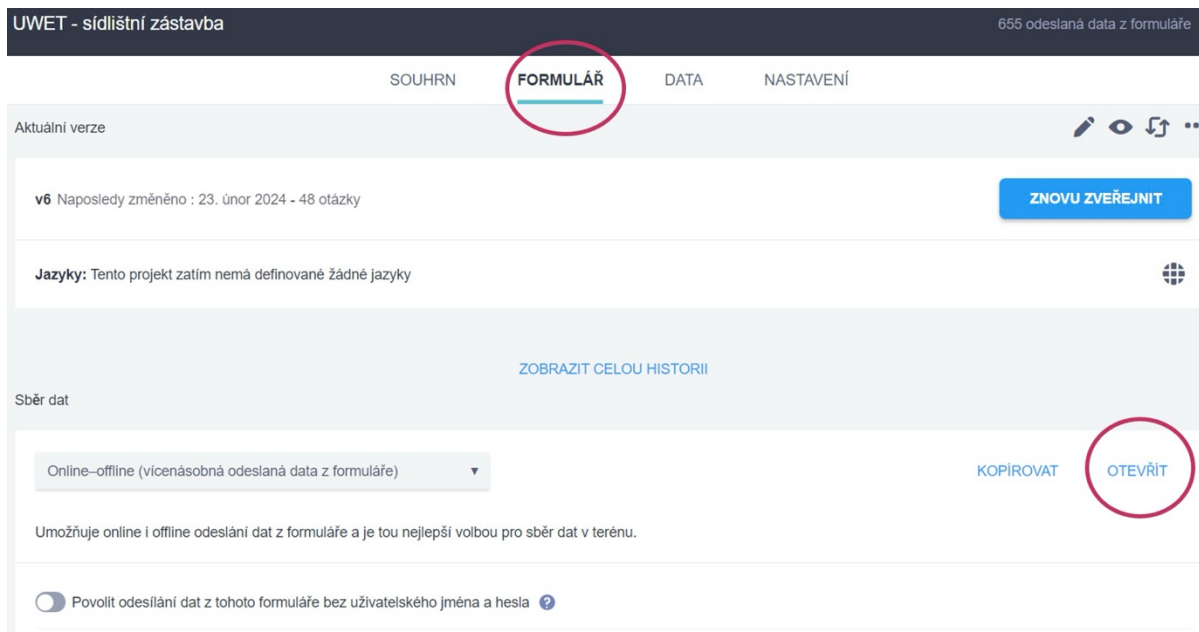 UWET - sídlištní zástavba
655 odeslaná data z formuláře
SOUHRN FORMULÁŘ DATA NASTAVENÍ
Aktuální verze
v6 Naposledy změněno : 23. únor 2024 - 48 otázky
ZNOVU ZVEŘEJNIT
Jazyky: Tento projekt zatím nemá definované žádné jazyky
ZOBRAZIT CELOU HISTORII
Sběr dat
Online–offline (vícenásobná odeslaná data z formuláře)
KOPÍROVAT OTEVŘÍT
Umožňuje online i offline odeslání dat z formuláře a je tou nejlepší volbou pro sběr dat v terénu.
Povolit odesílání dat z tohoto formuláře bez uživatelského jména a hesla ?